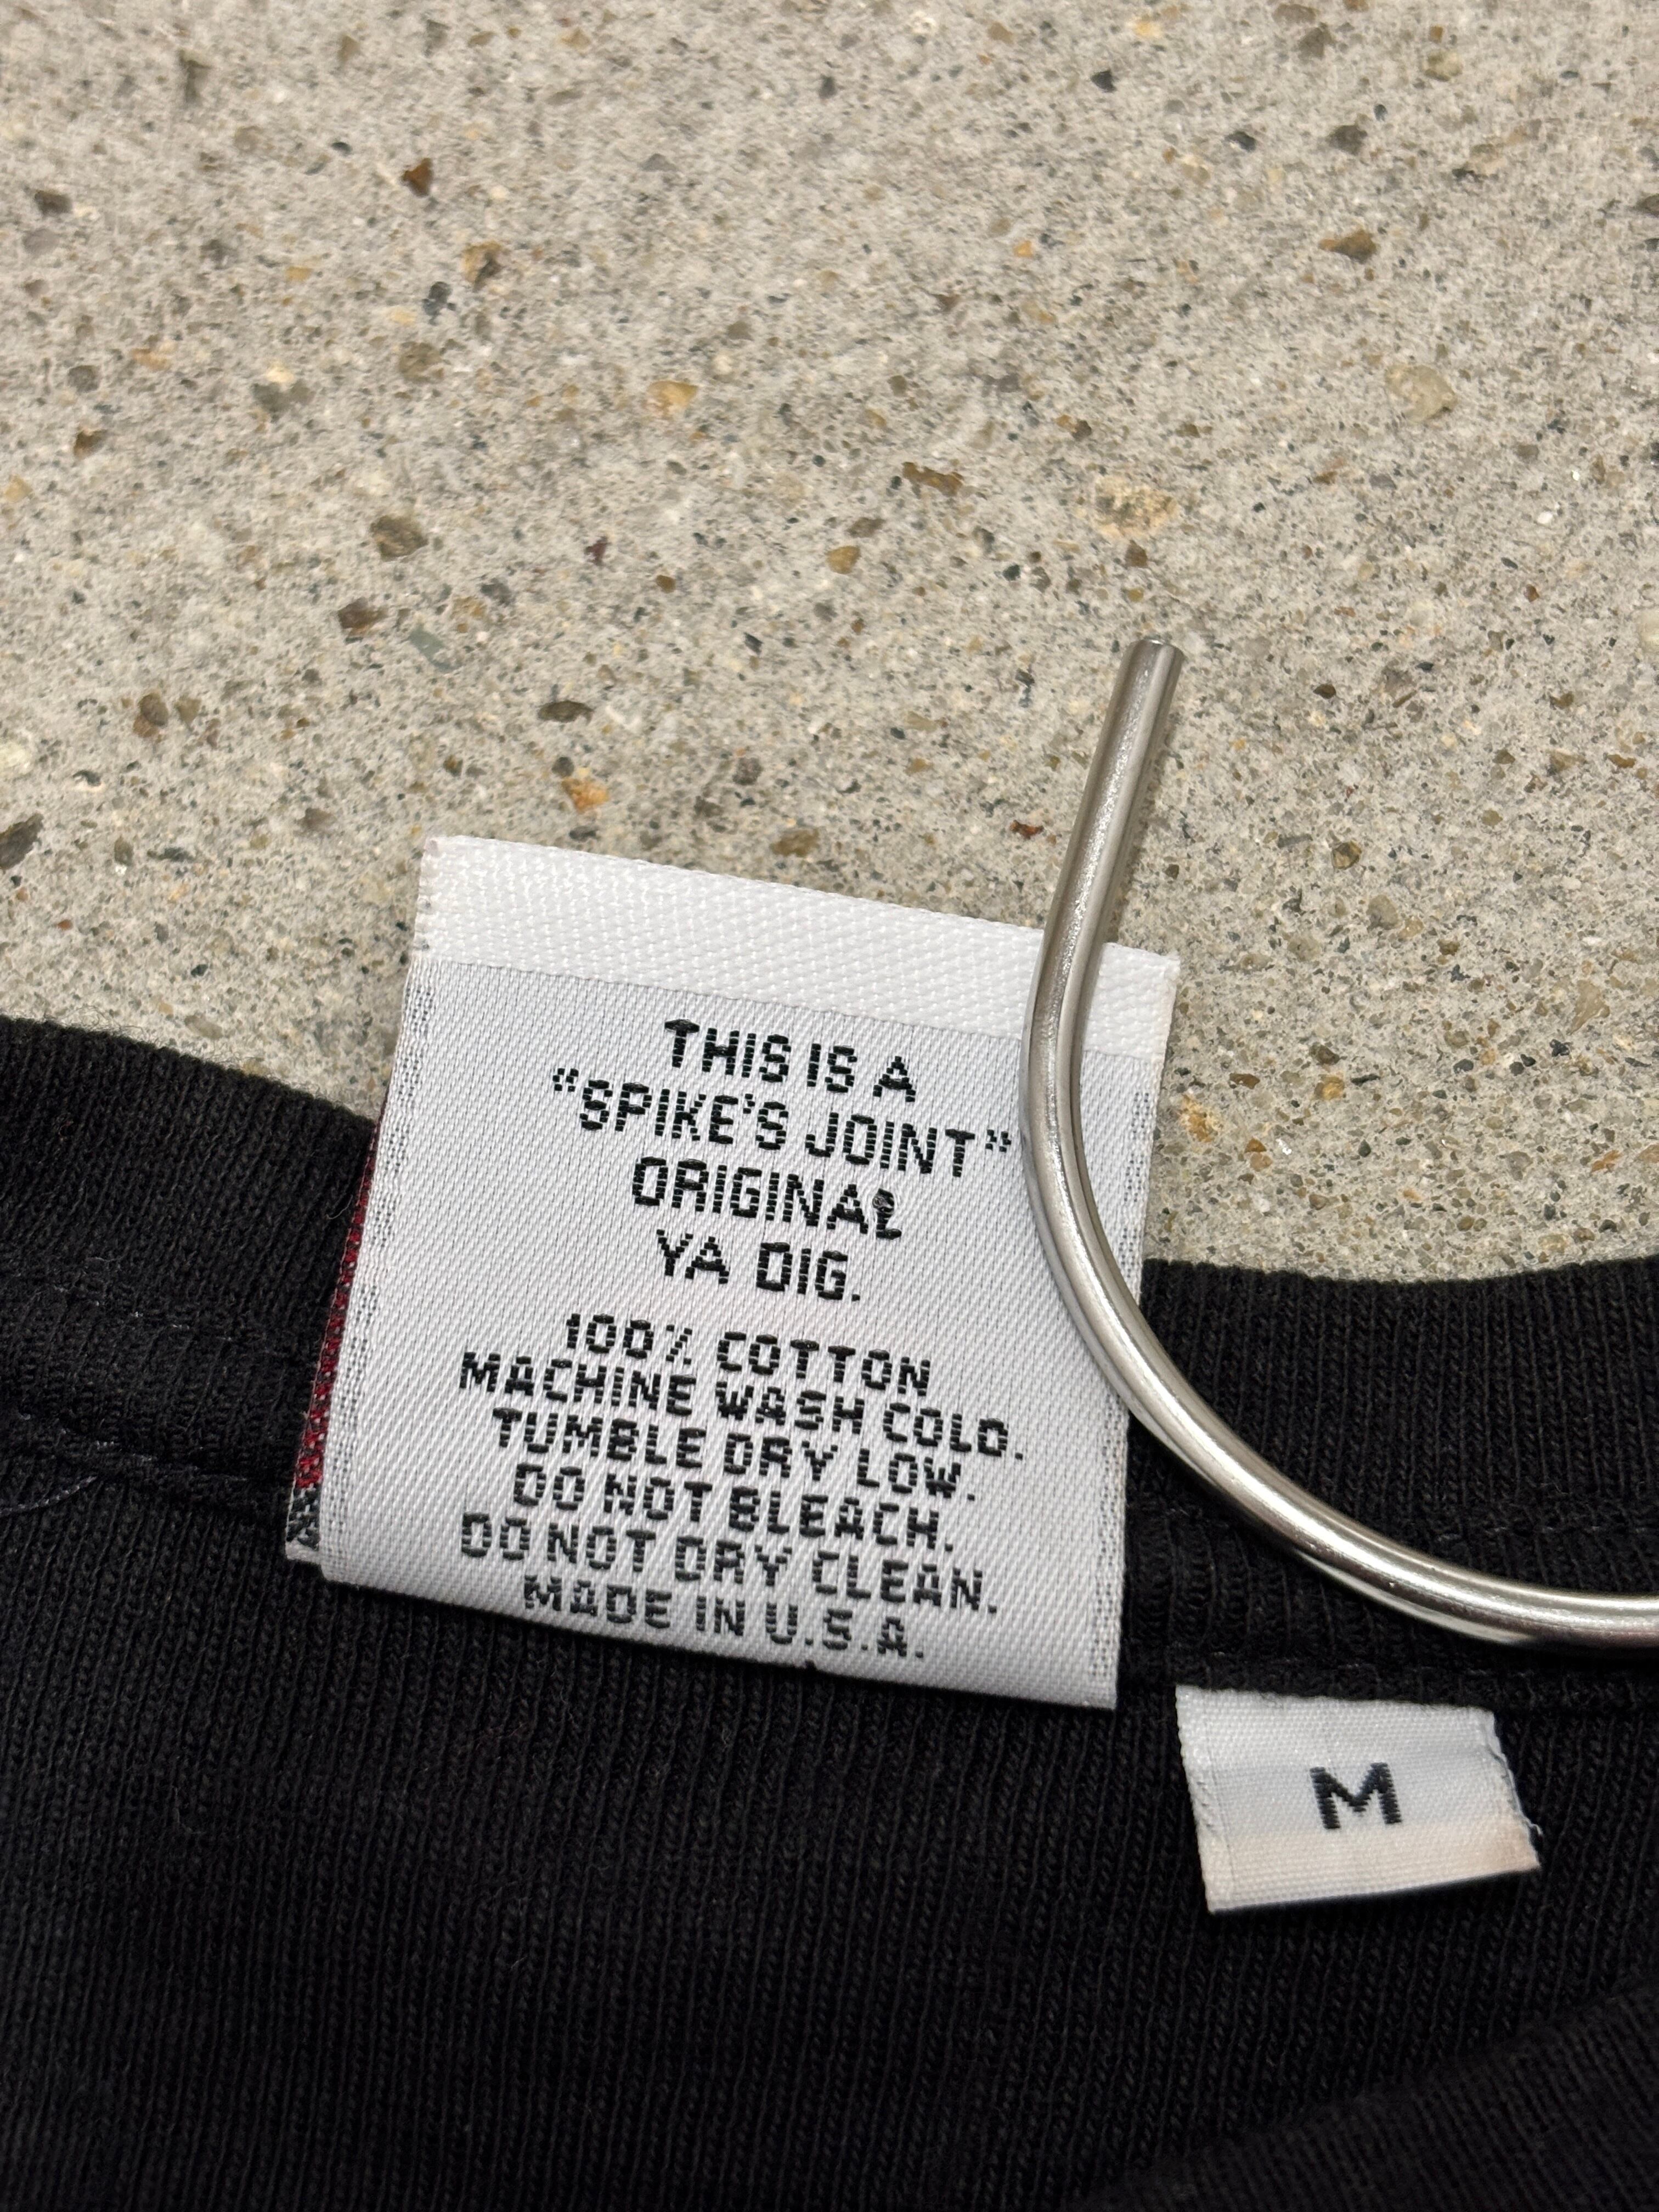 THIS IS A
"SPIKE'S JOINT"
ORIGINAL
YA DIG.
100% COTTON
MACHINE WASH COLD.
TUMBLE DRY LOW.
DO NOT BLEACH.
DO NOT DRY CLEAN.
MADE IN U.S.A.
M